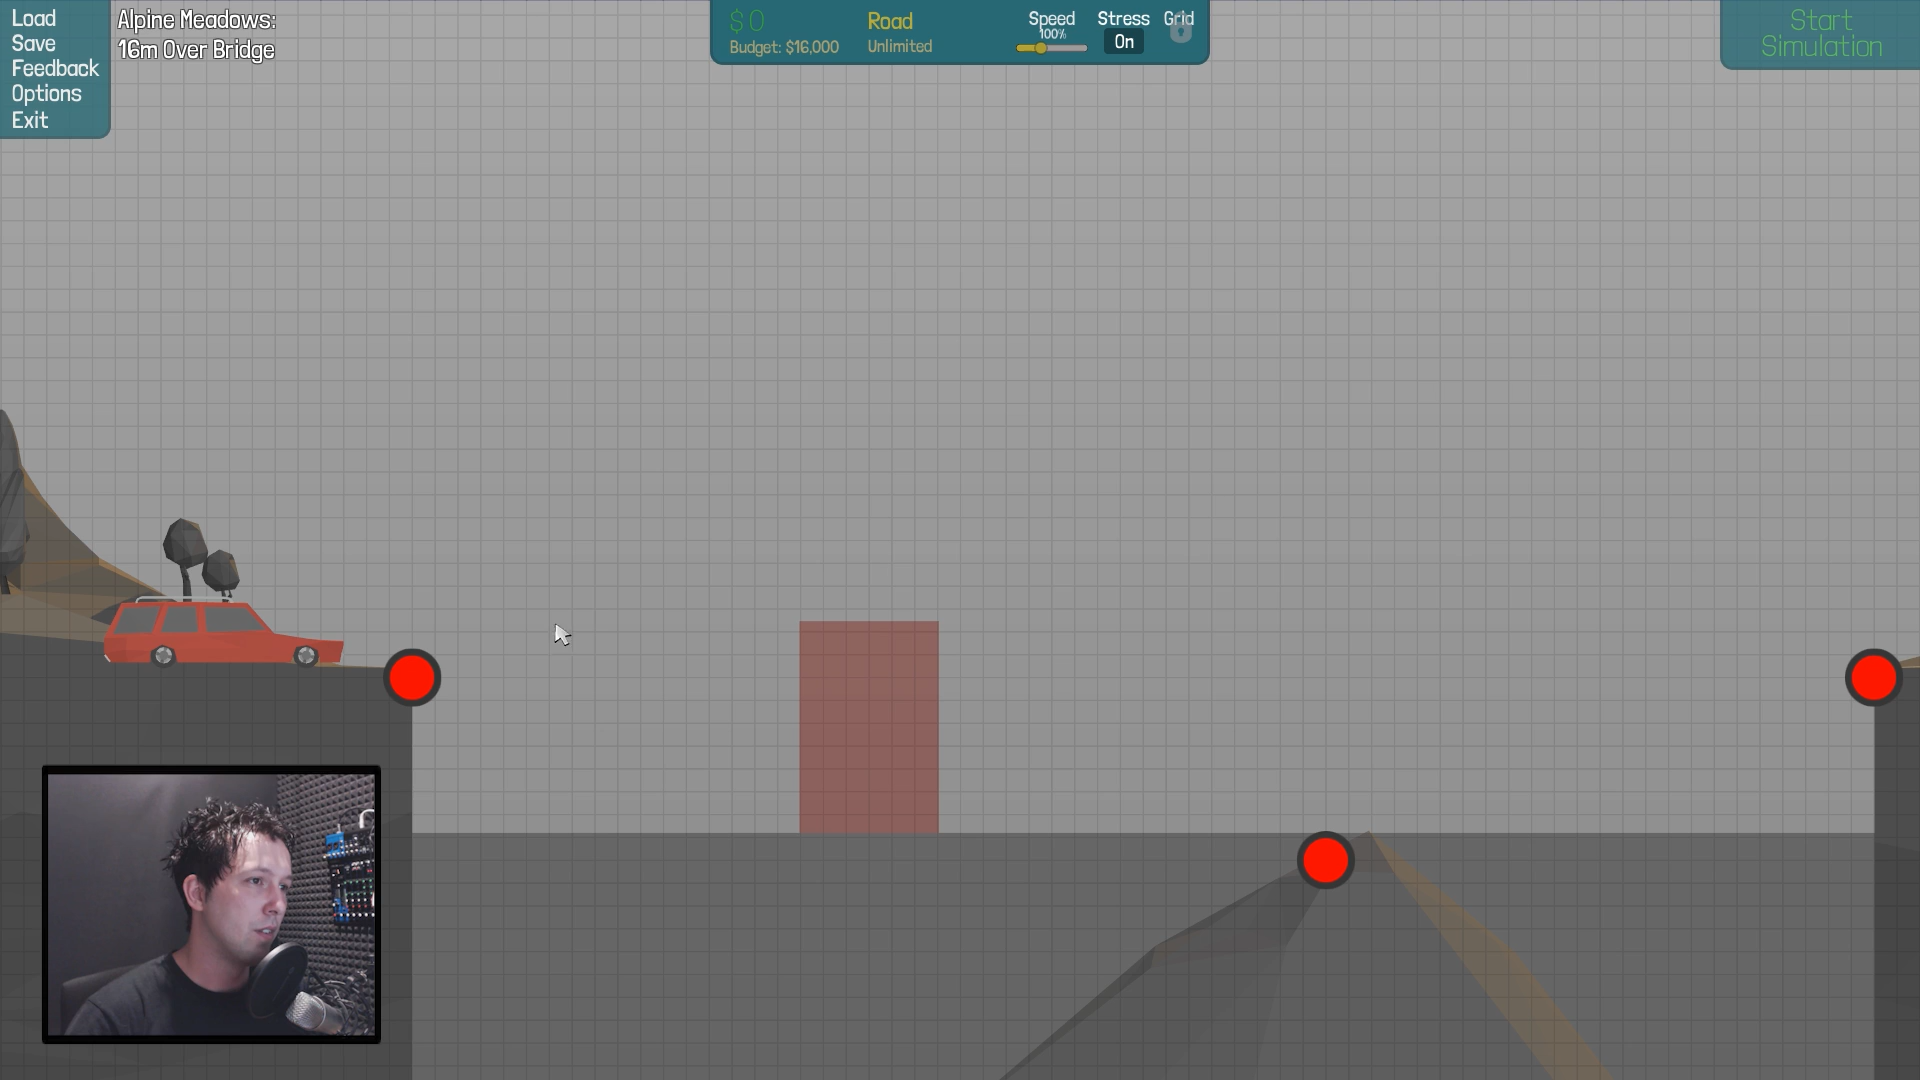 Load
Save
Feedback
Options
Exit
Alpine Meadows:
16m Over Bridge
$0
Budget: $16,000
Road
Unlimited
Speed
100%
Stress
On
Grid
Start
Simulation